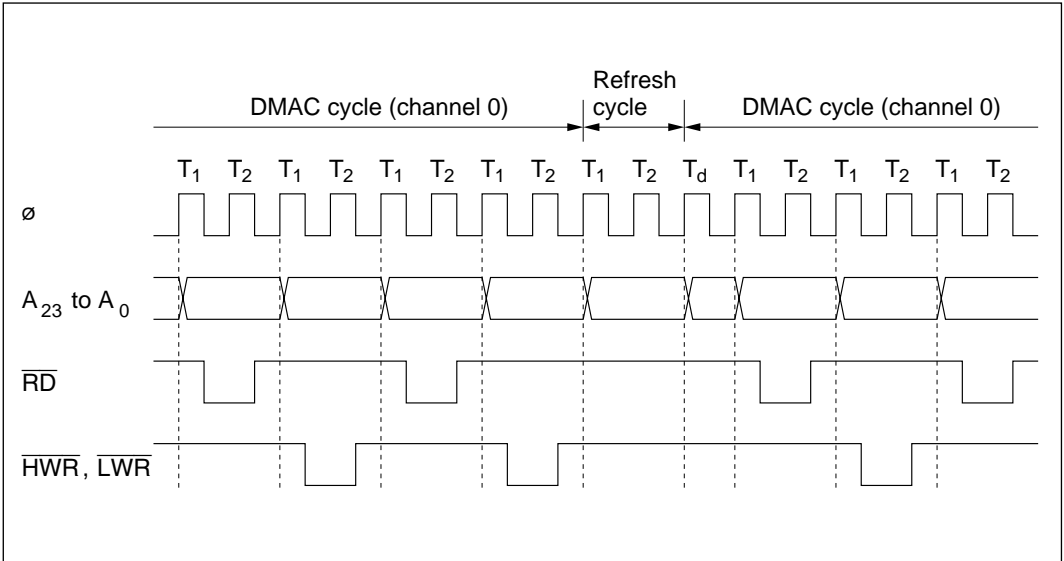 Refresh
DMAC cycle (channel 0) cycle DMAC cycle (channel 0)
T1 T2 T1 T2 T1 T2 T1 T2 T1 T2 Td T1 T2 T1 T2 T1 T2
ø
A23 to A0
RD
HWR, LWR